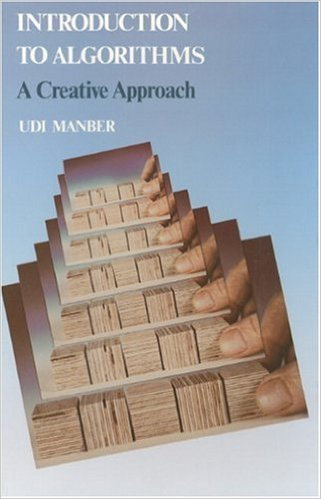 INTRODUCTION
TO ALGORITHMS
A Creative Approach
UDI MANBER